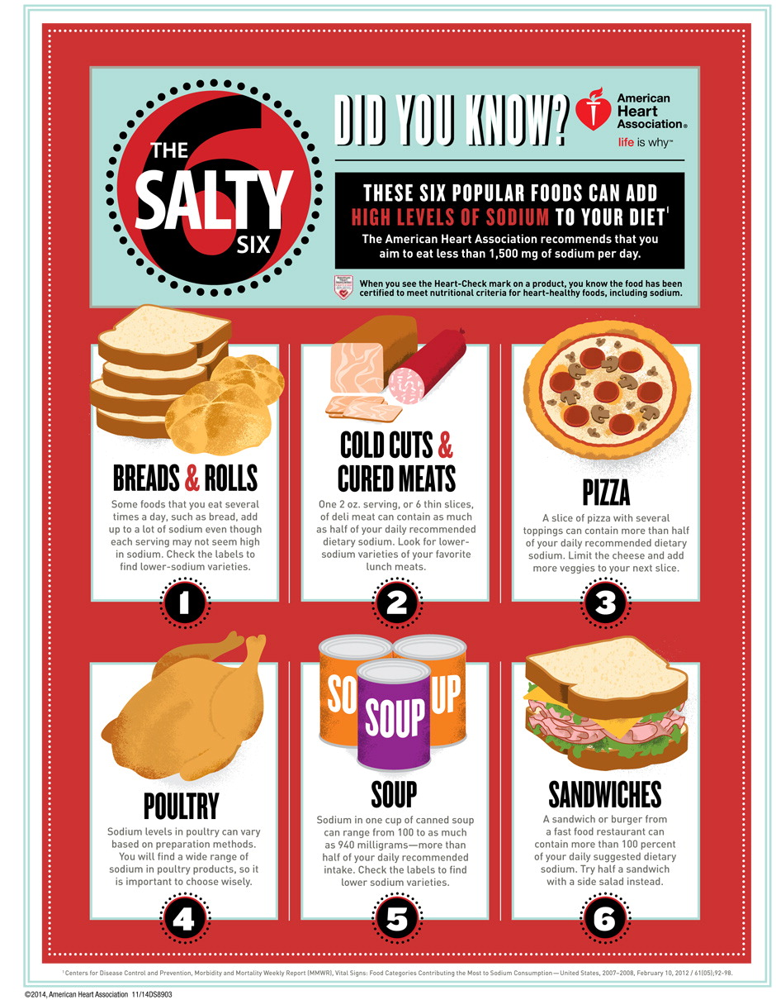 THE
SALTY
SIX
6
DID YOU KNOW?
American
Heart
Association®
life is why™
THESE SIX POPULAR FOODS CAN ADD
HIGH LEVELS OF SODIUM TO YOUR DIET¹
The American Heart Association recommends that you
aim to eat less than 1,500 mg of sodium per day.
When you see the Heart-Check mark on a product, you know the food has been
certified to meet nutritional criteria for heart-healthy foods, including sodium.
BREADS & ROLLS
Some foods that you eat several
times a day, such as bread, add
up to a lot of sodium even though
each serving may not seem high
in sodium. Check the labels to
find lower-sodium varieties.
1
COLD CUTS &
CURED MEATS
One 2 oz. serving, or 6 thin slices,
of deli meat can contain as much
as half of your daily recommended
dietary sodium. Look for lower-
sodium varieties of your favorite
lunch meats.
2
PIZZA
A slice of pizza with several
toppings can contain more than half
of your daily recommended dietary
sodium. Limit the cheese and add
more veggies to your next slice.
3
POULTRY
Sodium levels in poultry can vary
based on preparation methods.
You will find a wide range of
sodium in poultry products, so it
is important to choose wisely.
4
SO
SOUP
UP
SOUP
Sodium in one cup of canned soup
can range from 100 to as much
as 940 milligrams—more than
half of your daily recommended
intake. Check the labels to find
lower sodium varieties.
5
SANDWICHES
A sandwich or burger from
a fast food restaurant can
contain more than 100 percent
of your daily suggested dietary
sodium. Try half a sandwich
with a side salad instead.
6
¹ Centers for Disease Control and Prevention, Morbidity and Mortality Weekly Report (MMWR), Vital Signs: Food Categories Contributing the Most to Sodium Consumption — United States, 2007–2008, February 10, 2012 / 61(05);92-98.
©2014, American Heart Association 11/14DS8903